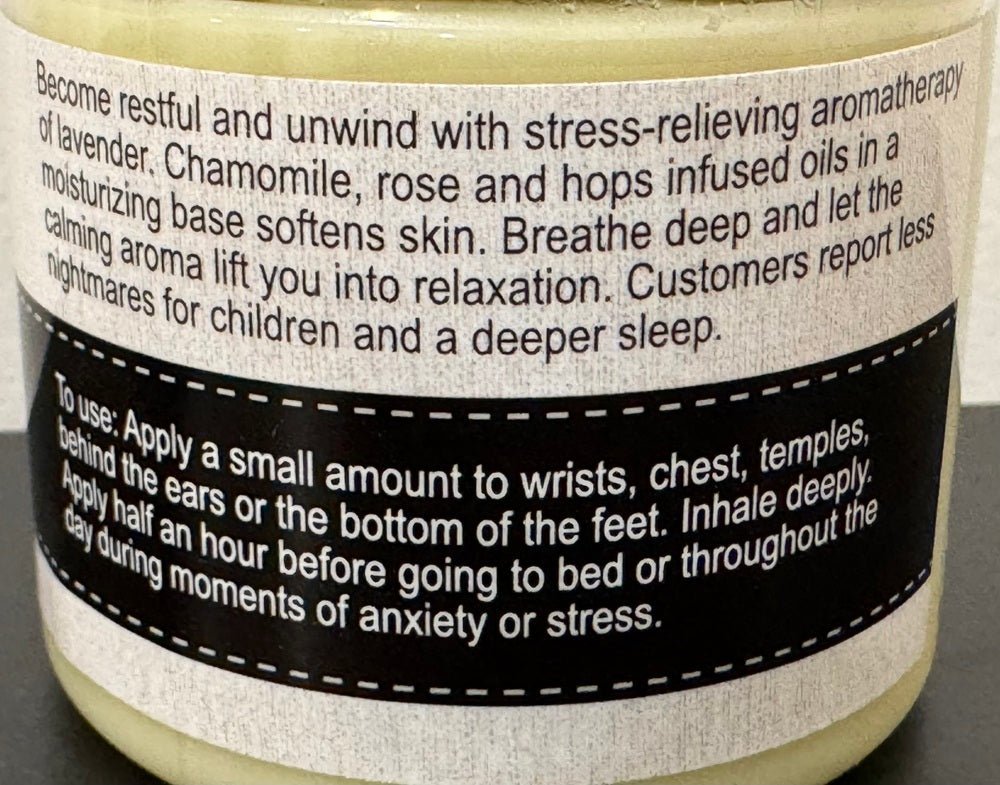 Become restful and unwind with stress-relieving aromatherapy
of lavender. Chamomile, rose and hops infused oils in a
moisturizing base softens skin. Breathe deep and let the
calming aroma lift you into relaxation. Customers report less
nightmares for children and a deeper sleep.
To use: Apply a small amount to wrists, chest, temples,
behind the ears or the bottom of the feet. Inhale deeply.
Apply half an hour before going to bed or throughout the
day during moments of anxiety or stress.